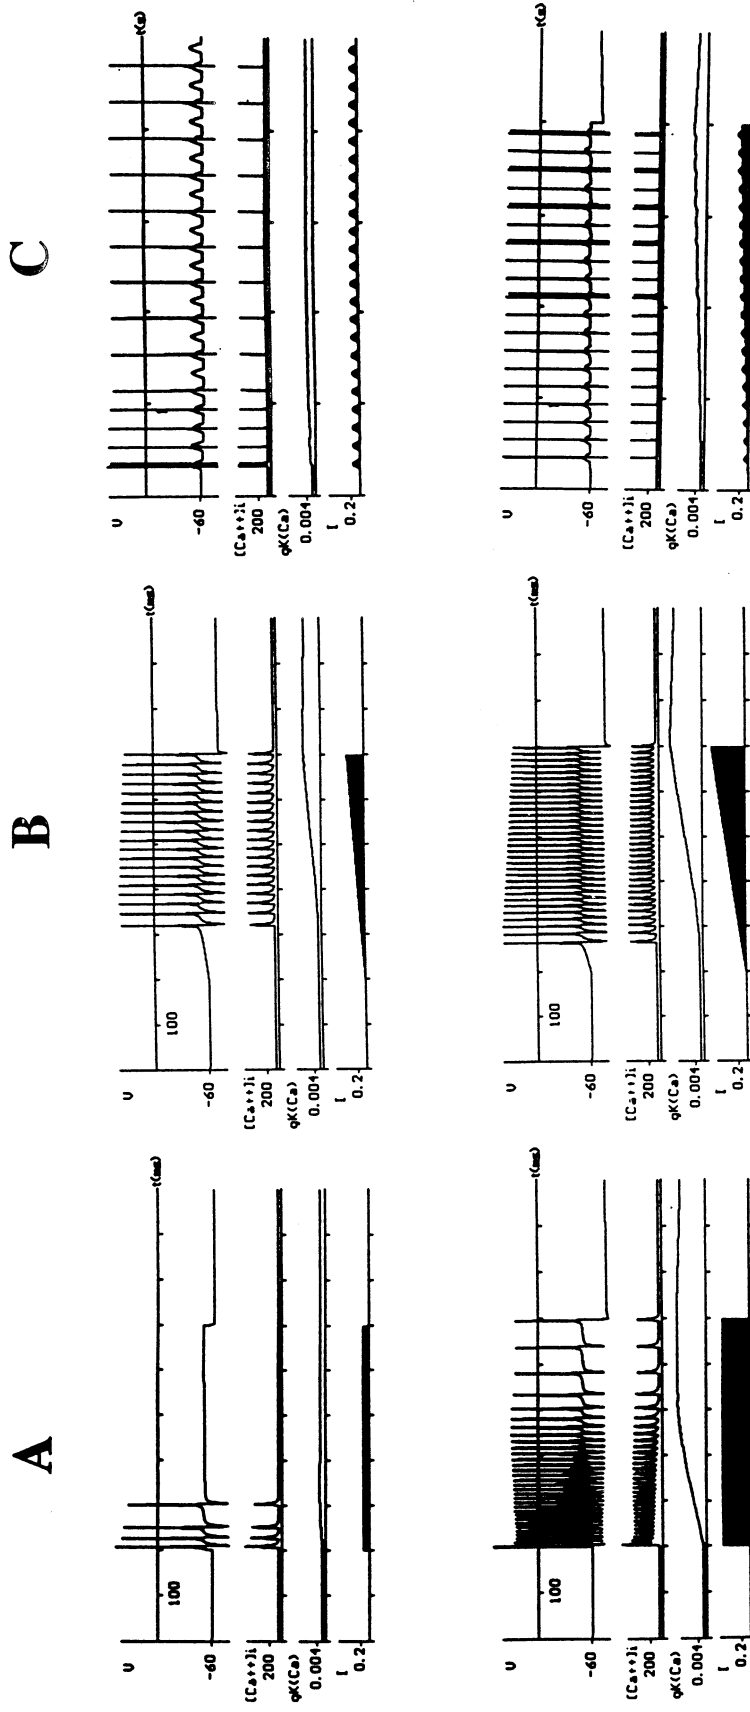 A
B
C
U
t(ms)
100
-60
[Ca++]i
200
gK(Ca)
0.004
I
0.2
U
t(ms)
100
-60
[Ca++]i
200
gK(Ca)
0.004
I
0.2
U
t(s)
-60
[Ca++]i
200
gK(Ca)
0.004
I
0.2
U
t(ms)
100
-60
[Ca++]i
200
gK(Ca)
0.004
I
0.2
U
t(ms)
100
-60
[Ca++]i
200
gK(Ca)
0.004
I
0.2
U
t(s)
-60
[Ca++]i
200
gK(Ca)
0.004
I
0.2